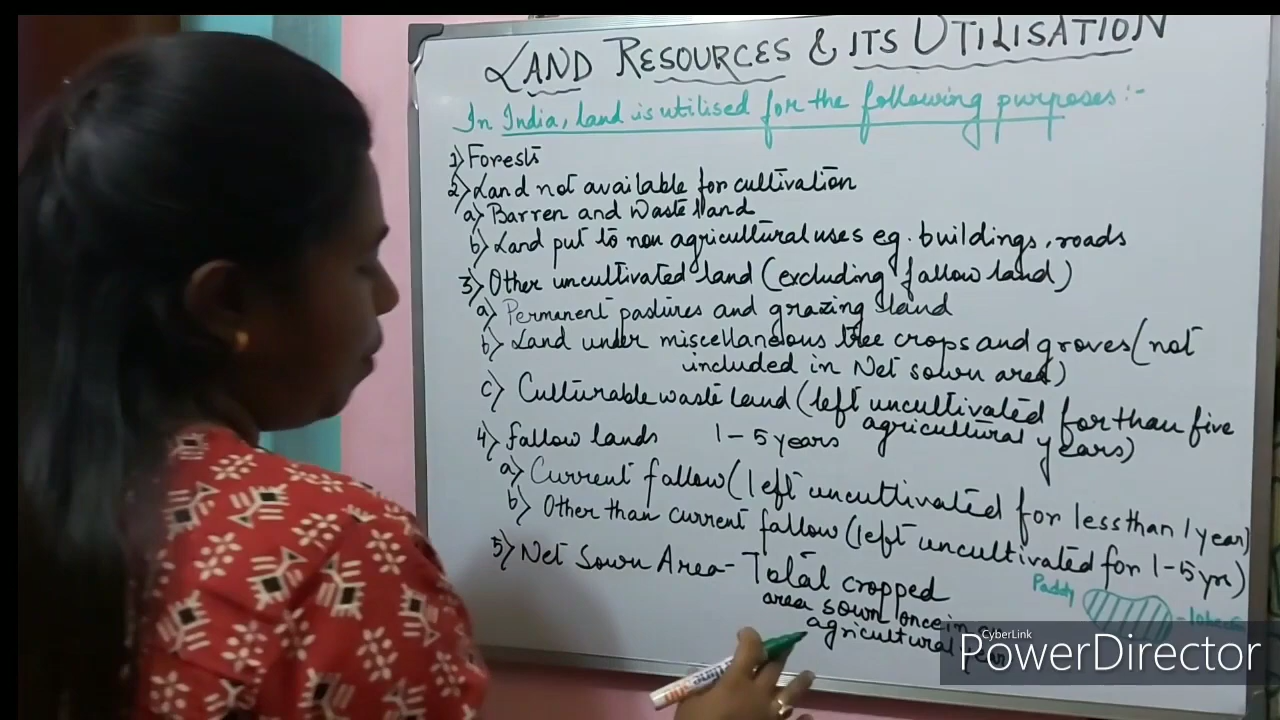 LAND RESOURCES & ITS UTILISATION
In India, land is utilised for the following purposes:-
1) Forests
2) Land not available for cultivation
a) Barren and Waste land
b) Land put to non agricultural uses eg. buildings, roads
3) Other uncultivated land (excluding fallow land)
a) Permanent pastures and grazing land
b) Land under miscellaneous tree crops and groves (not
included in Net sown area)
c) Culturable waste land (left uncultivated for than five
agricultural years)
4) fallow lands 1-5 years
a) Current fallow (left uncultivated for less than 1 year)
b) Other than current fallow (left uncultivated for 1-5 yrs)
5) Net Sown Area- Total cropped
area sown once in an
agricultural year
Paddy
CyberLink
PowerDirector